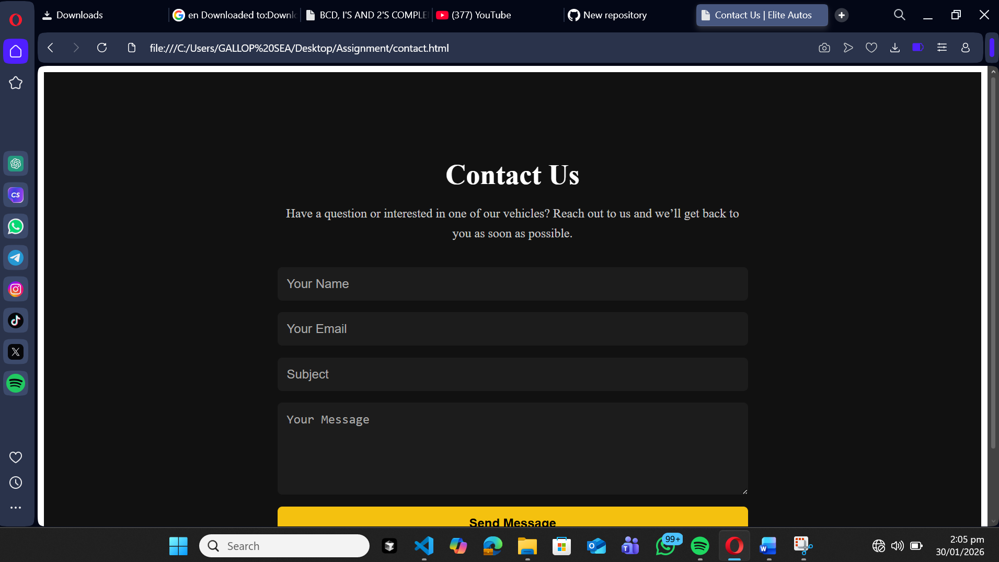 Downloads
en Downloaded to:Downl
BCD, I'S AND 2'S COMPLE
(377) YouTube
New repository
Contact Us | Elite Autos
file:///C:/Users/GALLOP%20SEA/Desktop/Assignment/contact.html
CS
Contact Us
Have a question or interested in one of our vehicles? Reach out to us and we’ll get back to
you as soon as possible.
Your Name
Your Email
Subject
Your Message
Send Message
Search
99+
2:05 pm
30/01/2026